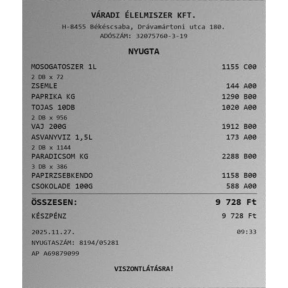 VÁRADI ÉLELMISZER KFT.
H-8455 Békéscsaba, Drávamártoni utca 180.
ADÓSZÁM: 32075760-3-19
NYUGTA
MOSOGATOSZER 1L 1155 C00
2 DB x 72
ZSEMLE 144 A00
PAPRIKA KG 1290 B00
TOJAS 10DB 1020 A00
2 DB x 956
VAJ 200G 1912 B00
ASVANYVIZ 1,5L 173 A00
2 DB x 1144
PARADICSOM KG 2288 B00
3 DB x 386
PAPIRZSEBKENDO 1158 B00
CSOKOLADE 100G 588 A00
ÖSSZESEN: 9 728 Ft
KÉSZPÉNZ 9 728 Ft
2025.11.27. 09:33
NYUGTASZÁM: 8194/05281
AP A69879099
VISZONTLÁTÁSRA!